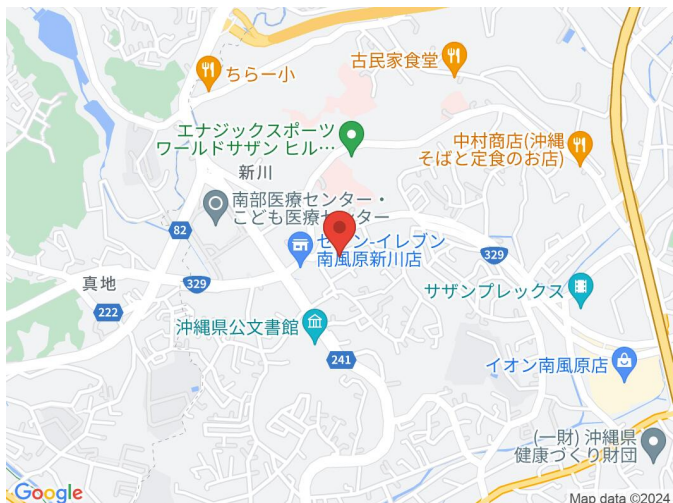 ちらー小
古民家食堂
エナジックスポーツ
ワールドサザン ヒル…
中村商店(沖縄
そばと定食のお店)
新川
南部医療センター・
こども医療センター
82
セブン-イレブン
南風原新川店
329
真地
329
サザンプレックス
222
沖縄県公文書館
241
イオン南風原店
(一財) 沖縄県
健康づくり財団
Google
Map data ©2024